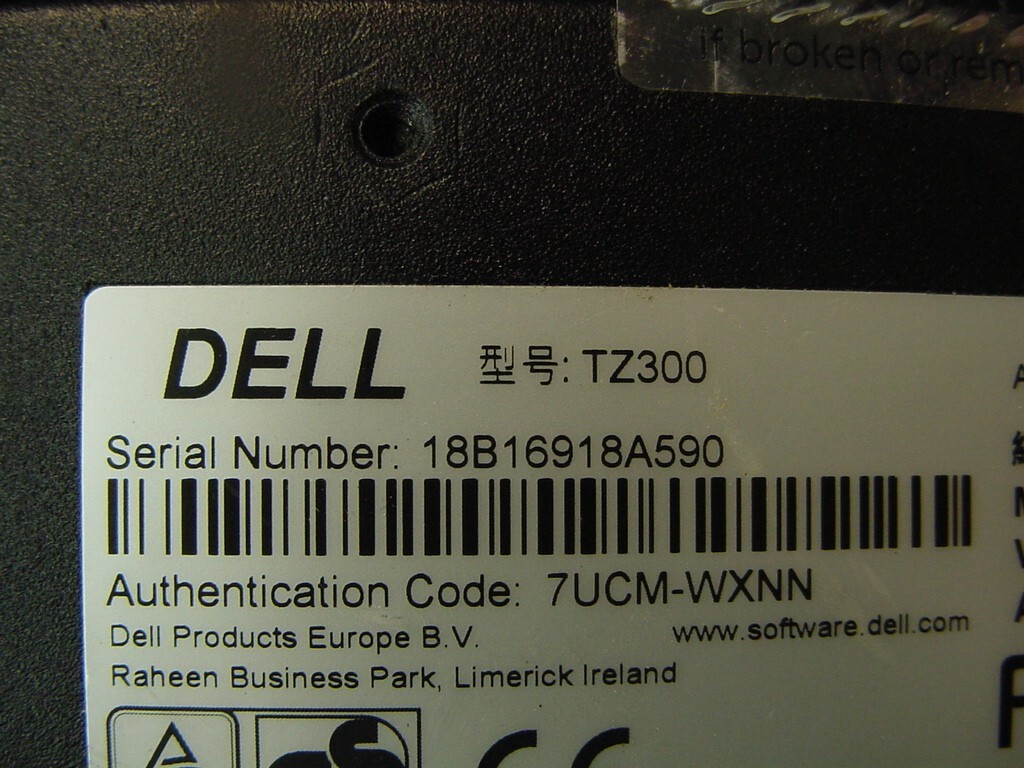 if broken or rem
DELL 型号: TZ300
Serial Number: 18B16918A590
Authentication Code: 7UCM-WXNN
Dell Products Europe B.V. www.software.dell.com
Raheen Business Park, Limerick Ireland
CE